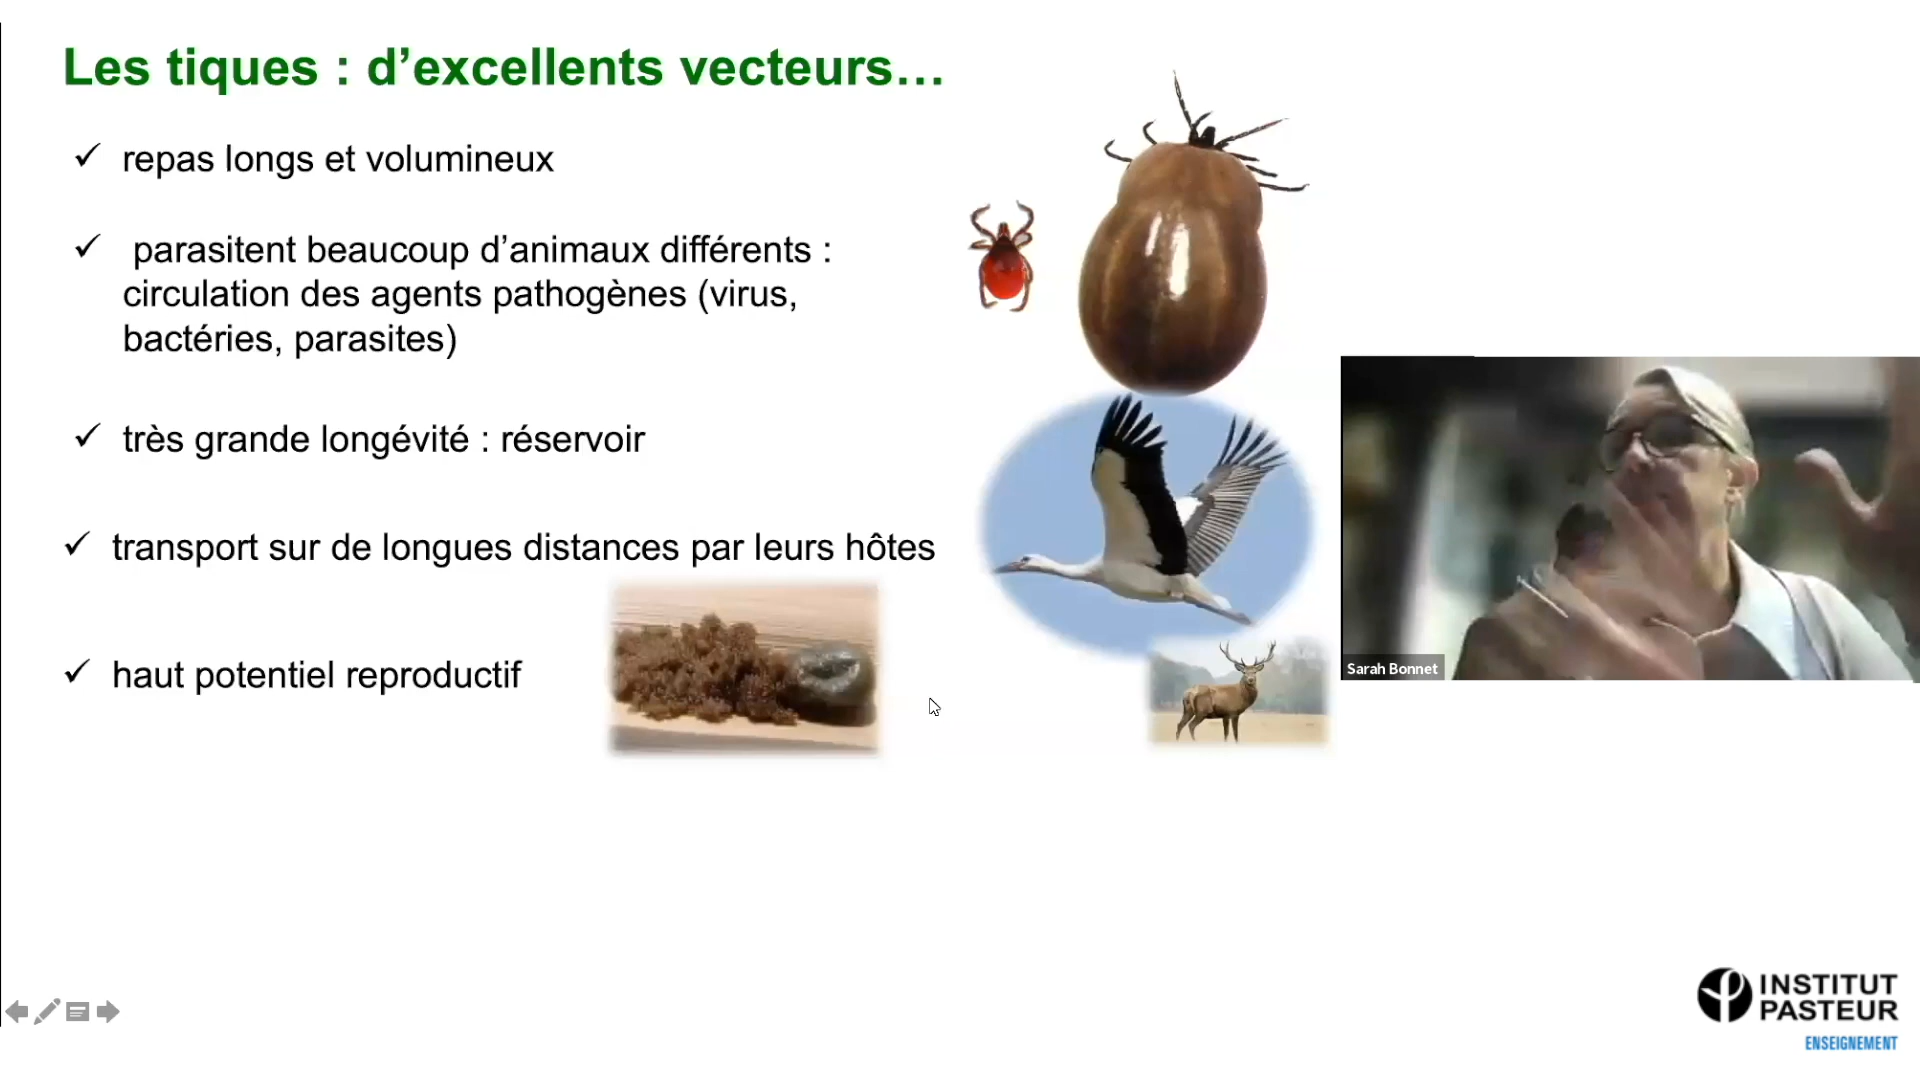 Les tiques : d’excellents vecteurs…
✓ repas longs et volumineux
✓ parasitent beaucoup d’animaux différents :
circulation des agents pathogènes (virus,
bactéries, parasites)
✓ très grande longévité : réservoir
✓ transport sur de longues distances par leurs hôtes
✓ haut potentiel reproductif
Sarah Bonnet
INSTITUT
PASTEUR
ENSEIGNEMENT